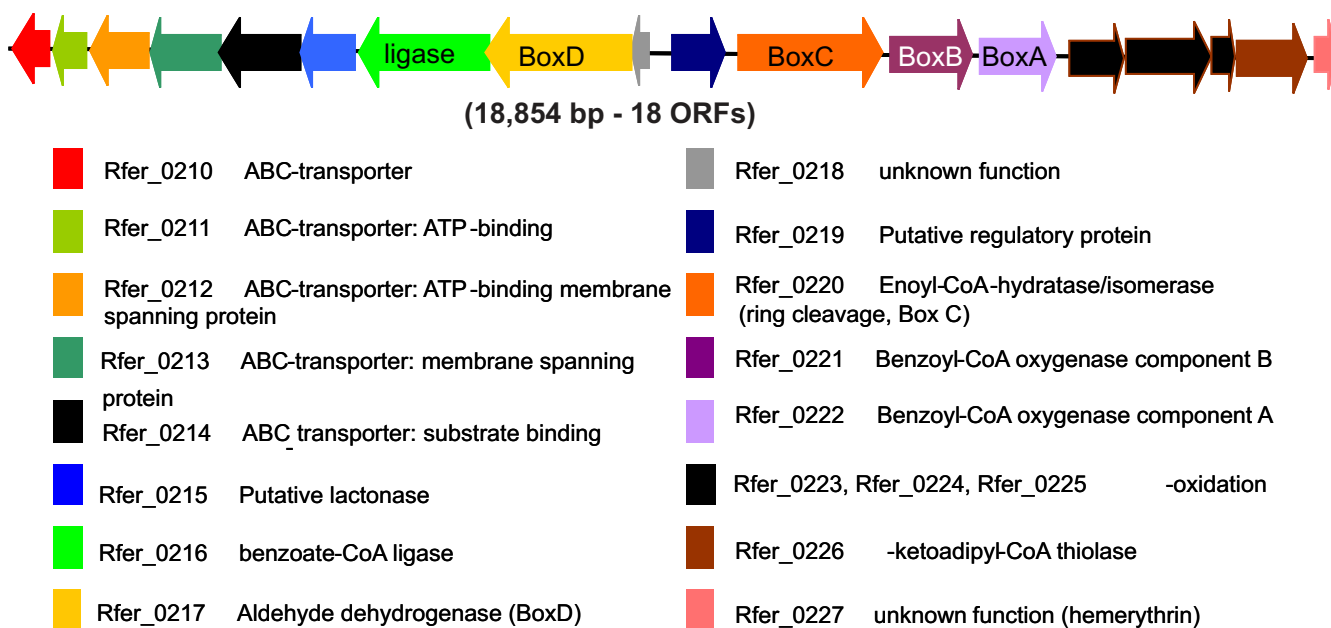 ligase BoxD BoxC BoxB BoxA
(18,854 bp - 18 ORFs)
Rfer_0210 ABC-transporter
Rfer_0211 ABC-transporter: ATP-binding
Rfer_0212 ABC-transporter: ATP-binding membrane
spanning protein
Rfer_0213 ABC-transporter: membrane spanning
protein
Rfer_0214 ABC_transporter: substrate binding
Rfer_0215 Putative lactonase
Rfer_0216 benzoate-CoA ligase
Rfer_0217 Aldehyde dehydrogenase (BoxD)
Rfer_0218 unknown function
Rfer_0219 Putative regulatory protein
Rfer_0220 Enoyl-CoA-hydratase/isomerase
(ring cleavage, Box C)
Rfer_0221 Benzoyl-CoA oxygenase component B
Rfer_0222 Benzoyl-CoA oxygenase component A
Rfer_0223, Rfer_0224, Rfer_0225 -oxidation
Rfer_0226 -ketoadipyl-CoA thiolase
Rfer_0227 unknown function (hemerythrin)